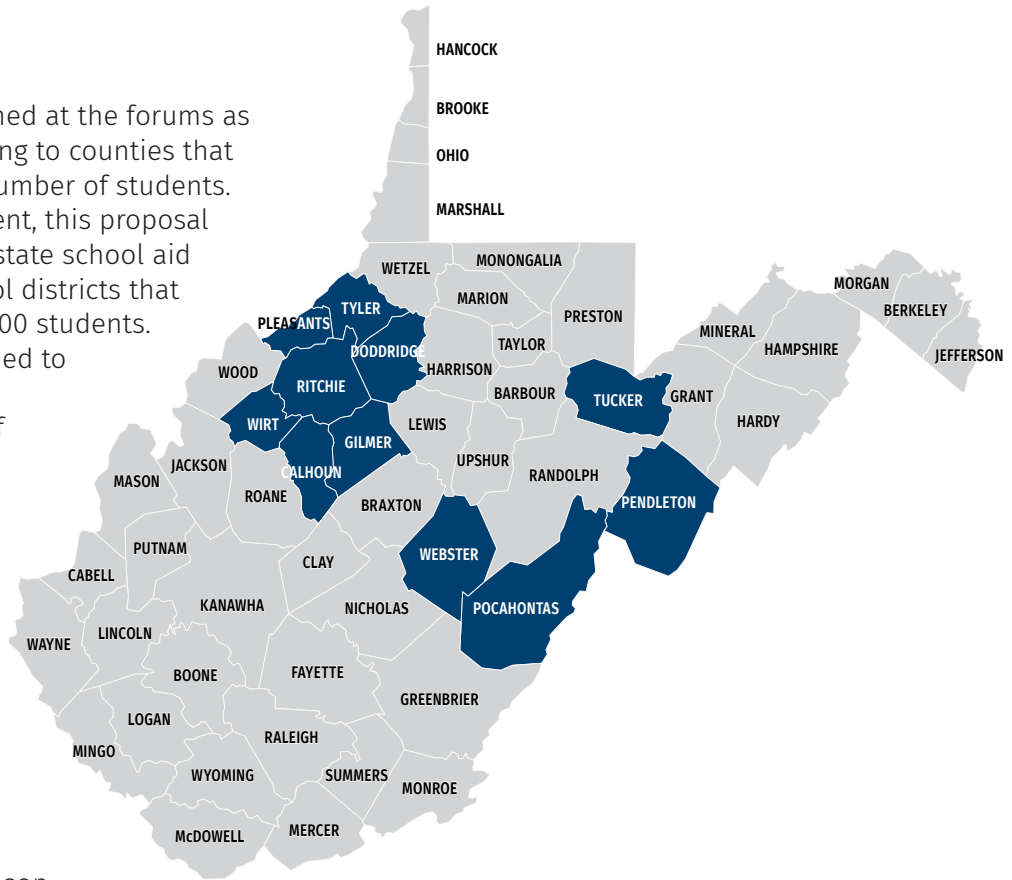 ned at the forums as
ng to counties that
umber of students.
ent, this proposal
state school aid
ol districts that
00 students.
ed to
f
HANCOCK
BROOKE
OHIO
MARSHALL
WETZEL
MONONGALIA
MARION
PRESTON
TYLER
PLEASANTS
DODDRIDGE
HARRISON
TAYLOR
BARBOUR
MORGAN
BERKELEY
JEFFERSON
MINERAL
HAMPSHIRE
GRANT
HARDY
TUCKER
WOOD
RITCHIE
WIRT
GILMER
LEWIS
CALHOUN
UPSHUR
RANDOLPH
PENDLETON
JACKSON
MASON
ROANE
BRAXTON
WEBSTER
POCAHONTAS
PUTNAM
CLAY
CABELL
KANAWHA
NICHOLAS
WAYNE
LINCOLN
BOONE
FAYETTE
GREENBRIER
LOGAN
MINGO
RALEIGH
WYOMING
SUMMERS
MONROE
McDOWELL
MERCER